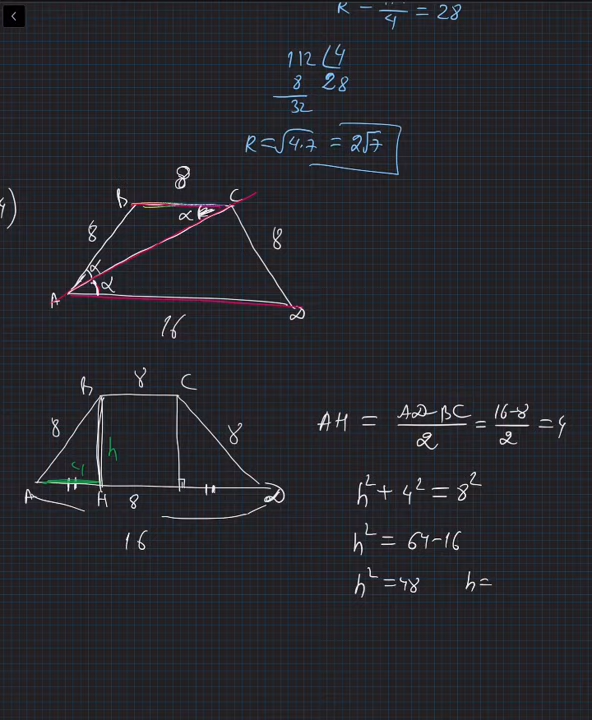 = 28
4
112 4
8 28
32
R = √4·7 = 2√7
4)
8
B C
α
8 8
α
α
A D
16
8
B C
8 8
h
4
A H 8 D
16
AH = AD-BC/2 = 16-8/2 = 4
h² + 4² = 8²
h² = 64-16
h² = 48 h =